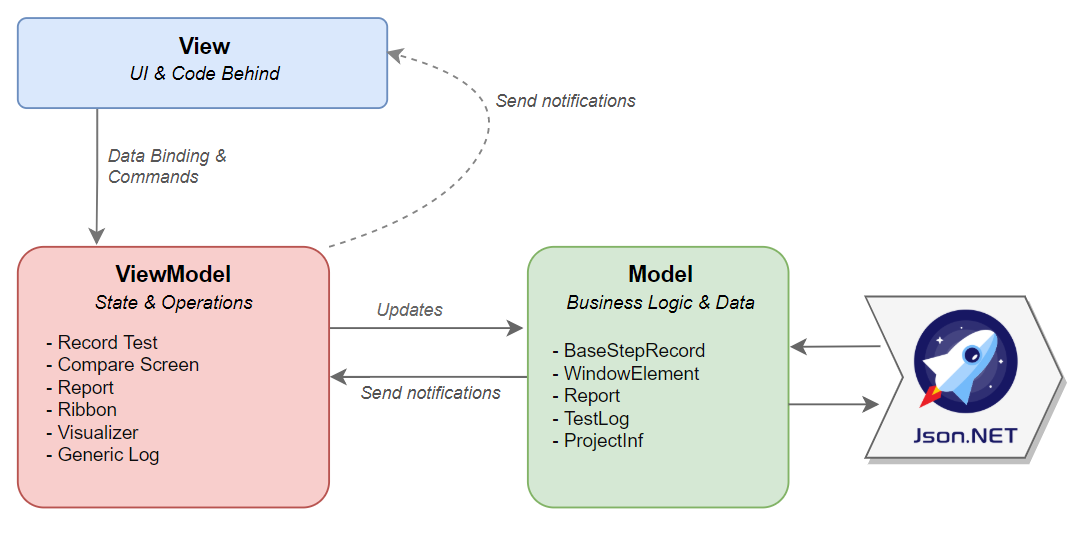 View
UI & Code Behind
Send notifications
Data Binding &
Commands
ViewModel
State & Operations
- Record Test
- Compare Screen
- Report
- Ribbon
- Visualizer
- Generic Log
Updates
Send notifications
Model
Business Logic & Data
- BaseStepRecord
- WindowElement
- Report
- TestLog
- ProjectInf
Json.NET